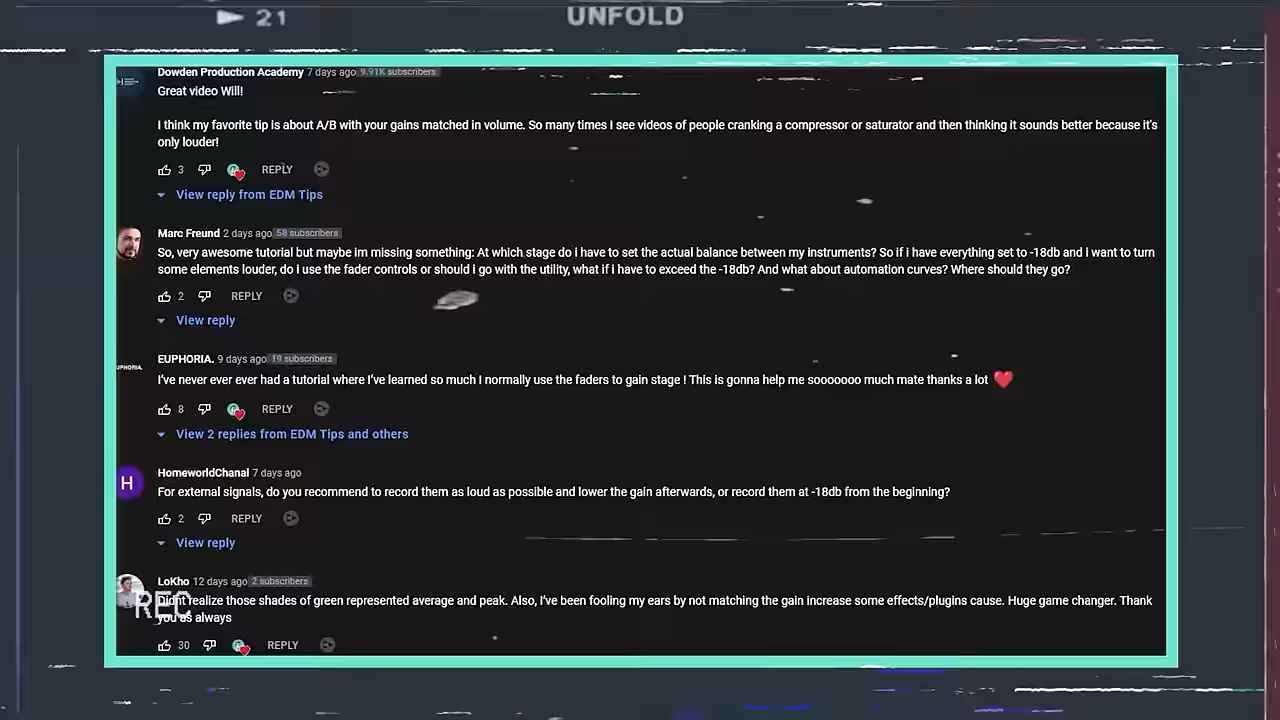 21
UNFOLD
Dowden Production Academy 7 days ago 9.91K subscribers
Great video Will!
I think my favorite tip is about A/B with your gains matched in volume. So many times I see videos of people cranking a compressor or saturator and then thinking it sounds better because it's
only louder!
3 REPLY
View reply from EDM Tips
Marc Freund 2 days ago 58 subscribers
So, very awesome tutorial but maybe im missing something: At which stage do i have to set the actual balance between my instruments? So if i have everything set to -18db and i want to turn
some elements louder, do i use the fader controls or should i go with the utility, what if i have to exceed the -18db? And what about automation curves? Where should they go?
2 REPLY
View reply
EUPHORIA. 9 days ago 19 subscribers
I've never ever ever had a tutorial where I've learned so much I normally use the faders to gain stage ! This is gonna help me sooooooo much mate thanks a lot
8 REPLY
View 2 replies from EDM Tips and others
H
HomeworldChanal 7 days ago
For external signals, do you recommend to record them as loud as possible and lower the gain afterwards, or record them at -18db from the beginning?
2 REPLY
View reply
LoKho 12 days ago 2 subscribers
REC
Didnt realize those shades of green represented average and peak. Also, I've been fooling my ears by not matching the gain increase some effects/plugins cause. Huge game changer. Thank
you as always
30 REPLY